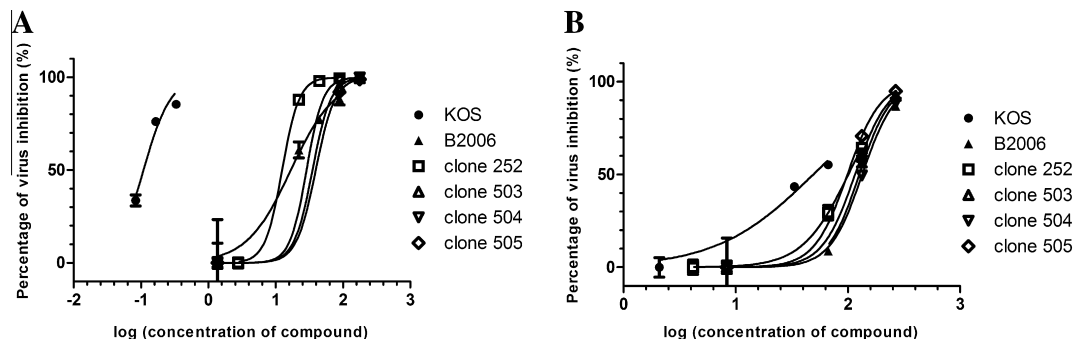 A
Percentage of virus inhibition (%)
100
50
0
-2
-1
0
1
2
3
log (concentration of compound)
KOS
B2006
clone 252
clone 503
clone 504
clone 505
B
Percentage of virus inhibition (%)
100
50
0
0
1
2
3
log (concentration of compound)
KOS
B2006
clone 252
clone 503
clone 504
clone 505